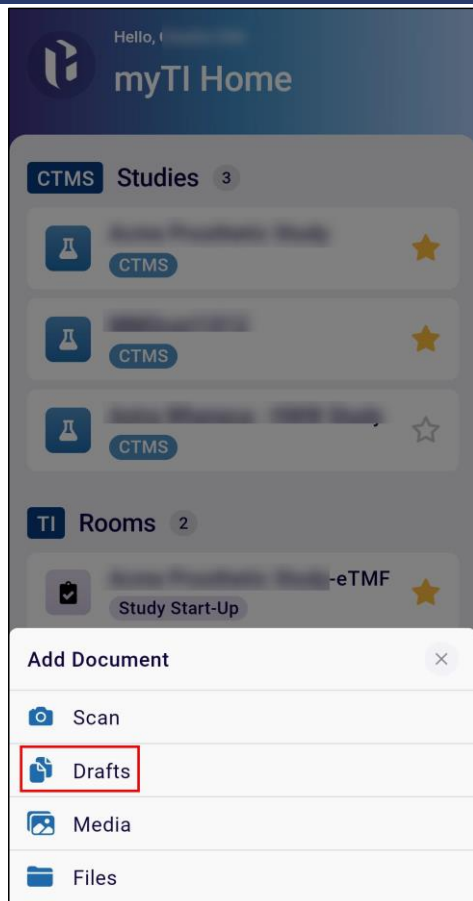 Hello,
myTI Home
CTMS Studies 3
CTMS
CTMS
CTMS
TI Rooms 2
-eTMF
Study Start-Up
Add Document
Scan
Drafts
Media
Files